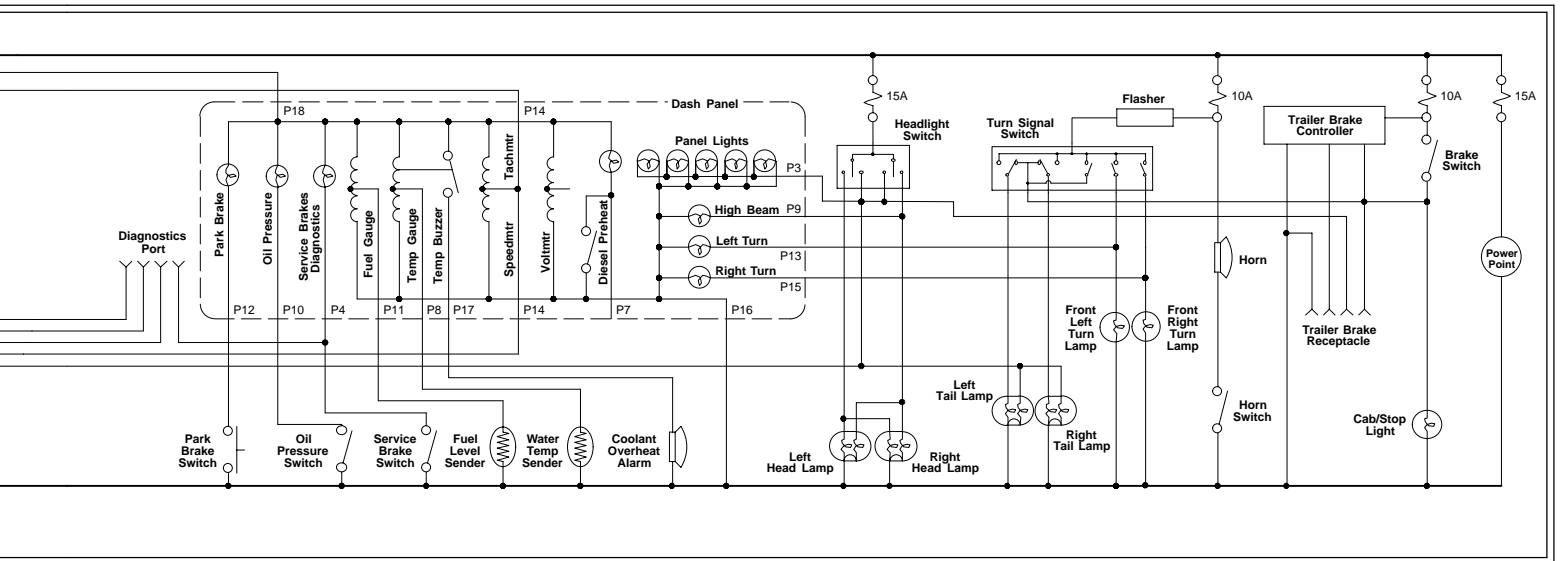 Dash Panel
P18
P14
15A
10A
10A
15A
Flasher
Headlight
Switch
Turn Signal
Switch
Trailer Brake
Controller
Brake
Switch
Panel Lights
P3
High Beam
P9
Left Turn
P13
Right Turn
P15
Park Brake
Oil Pressure
Service Brakes
Diagnostics
Fuel Gauge
Temp Gauge
Temp Buzzer
Tachmtr
Speedmtr
Voltmtr
Diesel Preheat
Diagnostics
Port
Horn
Power
Point
P12
P10
P4
P11
P8
P17
P14
P7
P16
Front
Left
Turn
Lamp
Front
Right
Turn
Lamp
Trailer Brake
Receptacle
Left
Tail Lamp
Right
Tail Lamp
Horn
Switch
Cab/Stop
Light
Park
Brake
Switch
Oil
Pressure
Switch
Service
Brake
Switch
Fuel
Level
Sender
Water
Temp
Sender
Coolant
Overheat
Alarm
Left
Head Lamp
Right
Head Lamp